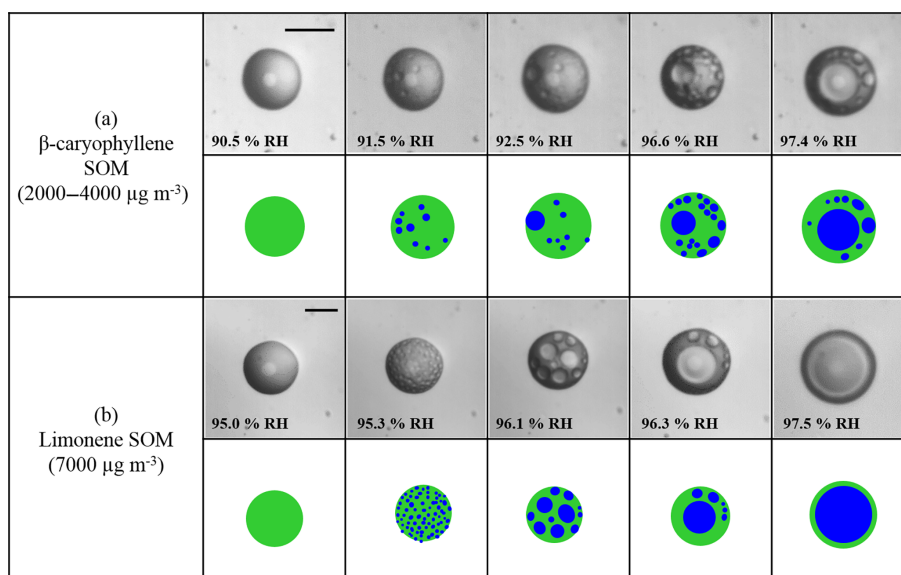 (a)
β-caryophyllene
SOM
(2000–4000 µg m-3)
90.5 % RH
91.5 % RH
92.5 % RH
96.6 % RH
97.4 % RH
(b)
Limonene SOM
(7000 µg m-3)
95.0 % RH
95.3 % RH
96.1 % RH
96.3 % RH
97.5 % RH